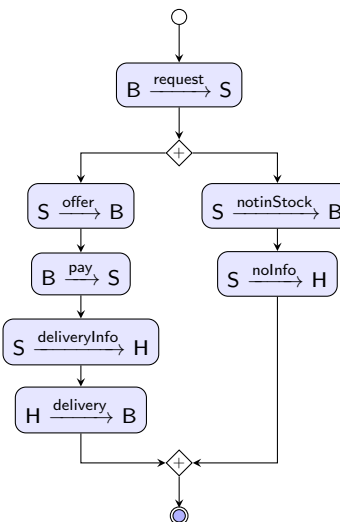 request
B → S
+
offer
S → B
notinStock
S → B
pay
B → S
noInfo
S → H
deliveryInfo
S → H
delivery
H → B
+